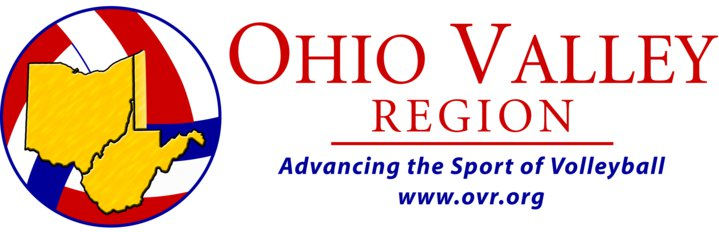 OHIO VALLEY
REGION
Advancing the Sport of Volleyball
www.ovr.org